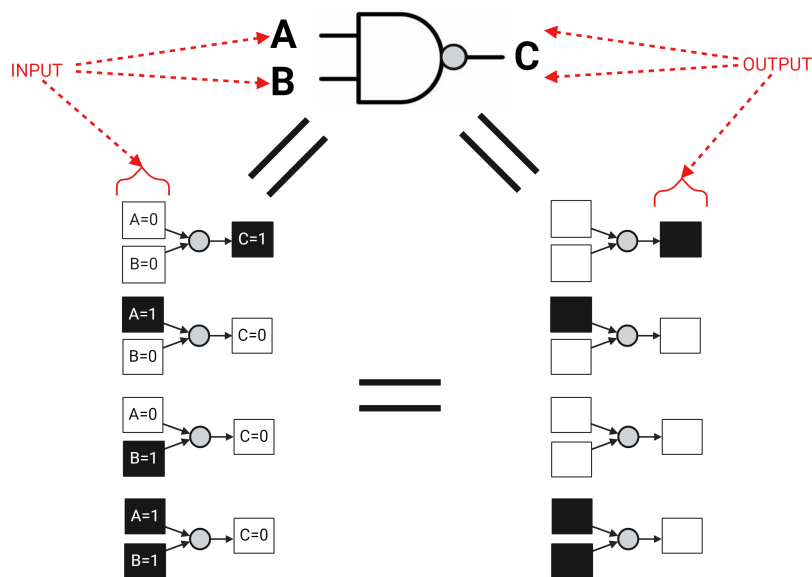 A
INPUT
B
C
OUTPUT
A=0
B=0
C=1
A=1
B=0
C=0
A=0
B=1
C=0
A=1
B=1
C=0